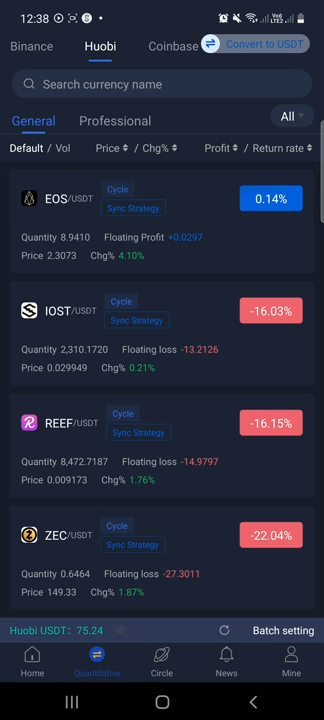 12:38
Binance Huobi Coinbase Convert to USDT
Search currency name
General Professional All
Default / Vol Price / Chg% Profit / Return rate
EOS/USDT Cycle 0.14%
Sync Strategy
Quantity 8.9410 Floating Profit +0.0297
Price 2.3073 Chg% 4.10%
IOST/USDT Cycle -16.03%
Sync Strategy
Quantity 2,310.1720 Floating loss -13.2126
Price 0.029949 Chg% 0.21%
REEF/USDT Cycle -16.15%
Sync Strategy
Quantity 8,472.7187 Floating loss -14.9797
Price 0.009173 Chg% 1.76%
ZEC/USDT Cycle -22.04%
Sync Strategy
Quantity 0.6464 Floating loss -27.3011
Price 149.33 Chg% 1.87%
Huobi USDT: 75.24 Batch setting
Home Quantitative Circle News Mine